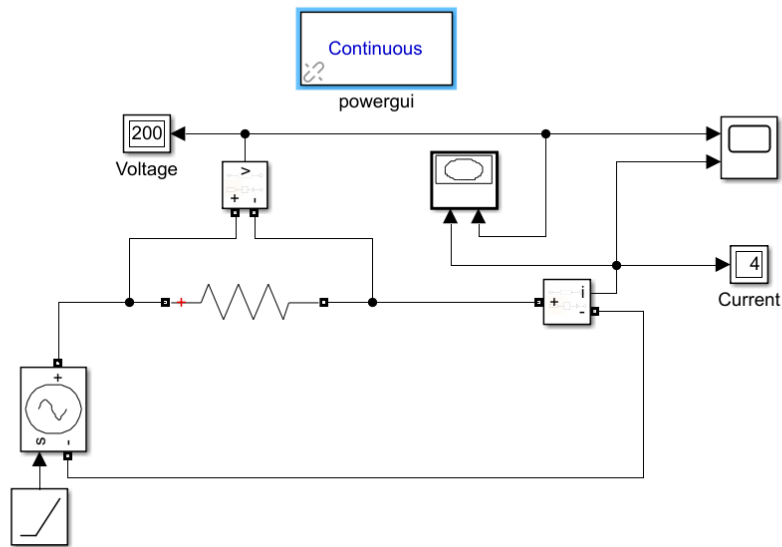 Continuous
powergui
200
Voltage
v
+ -
+
i
+
-
4
Current
+
s
-